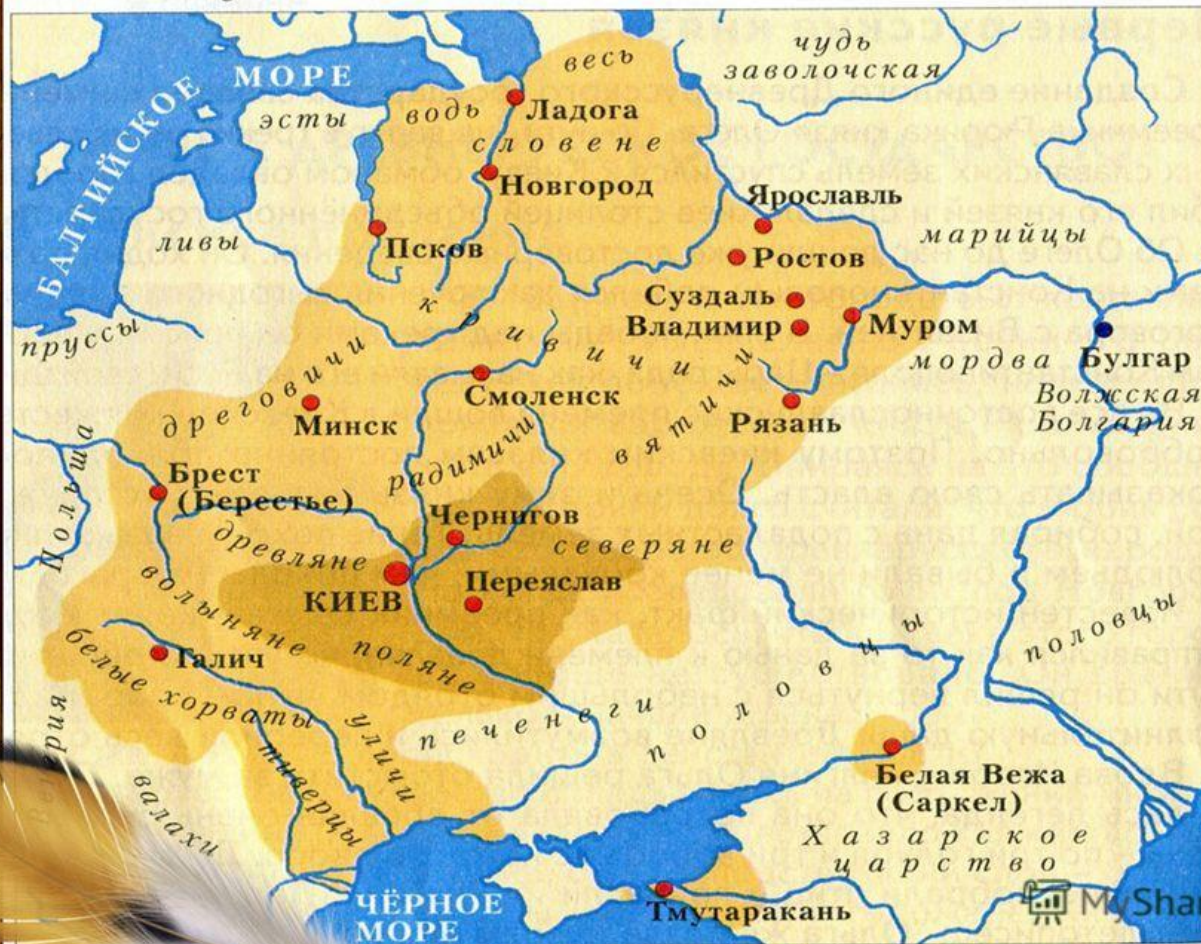 весь
чудь
заволочская
МОРЕ
БАЛТИЙСКОЕ
эсты
водь
Ладога
словене
Новгород
Ярославль
ливы
Псков
марийцы
Ростов
кривичи
Суздаль
Владимир
Муром
пруссы
мордва
Булгар
дреговичи
Смоленск
Волжская
Болгария
Минск
вятичи
Рязань
радимичи
Польша
Брест
(Берестье)
Чернигов
древляне
северяне
Переяслав
КИЕВ
волыняне
поляне
половцы
белые хорваты
Галич
уличи
печенеги
половцы
тиверцы
валахи
Белая Вежа
(Саркел)
Хазарское
царство
ЧЁРНОЕ
МОРЕ
Тмутаракань
MySha